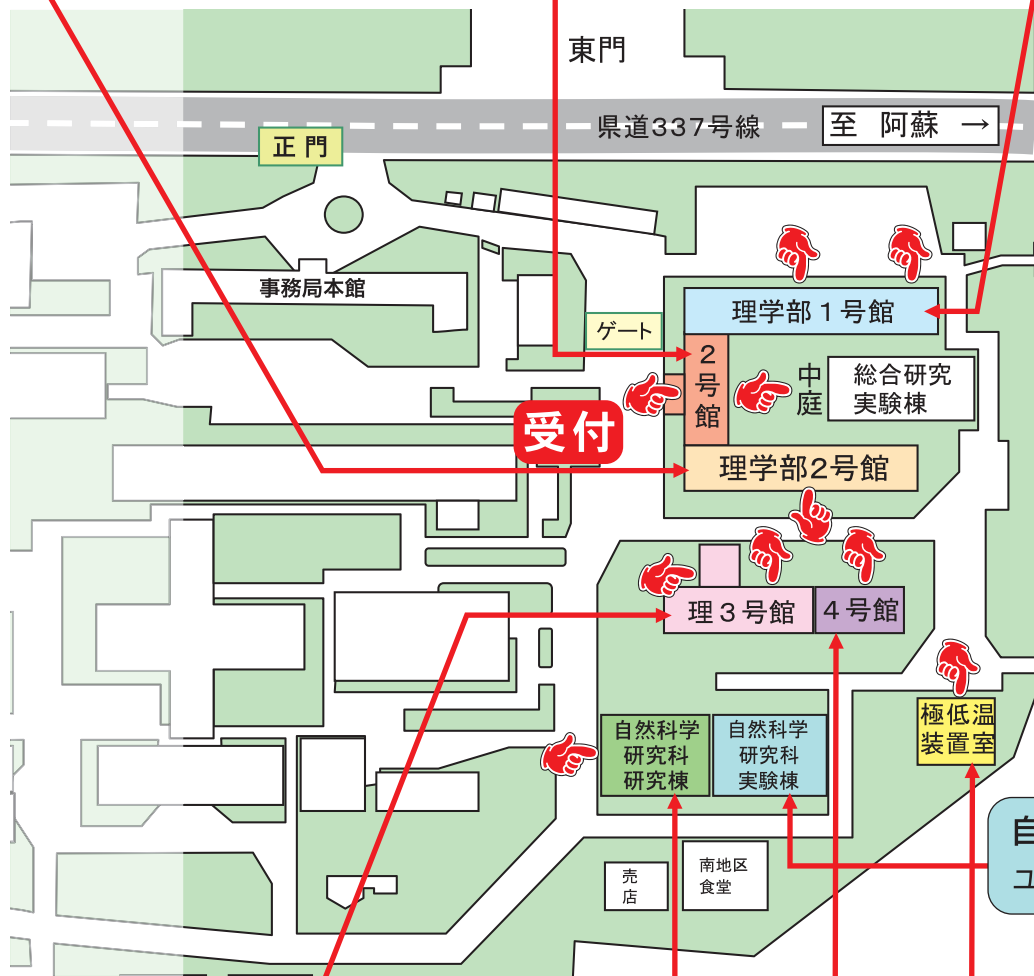 東門
県道337号線
至 阿蘇 →
正門
事務局本館
理学部1号館
ゲート
2
号
館
中
庭
総合研究
実験棟
受付
理学部2号館
理3号館
4号館
極低温
装置室
自然科学
研究科
研究棟
自然科学
研究科
実験棟
売
店
南地区
食堂
自
ユ